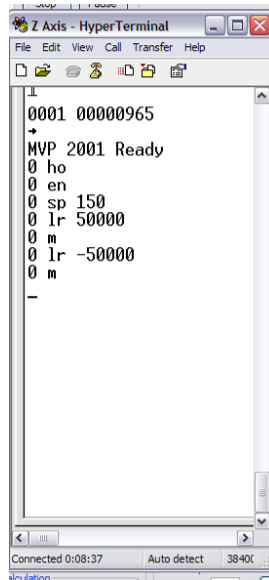 Stop Pause
Z Axis - HyperTerminal
File Edit View Call Transfer Help
0001 00000965
MVP 2001 Ready
0 ho
0 en
0 sp 150
0 lr 50000
0 m
0 lr -50000
0 m
Connected 0:08:37 Auto detect 3840